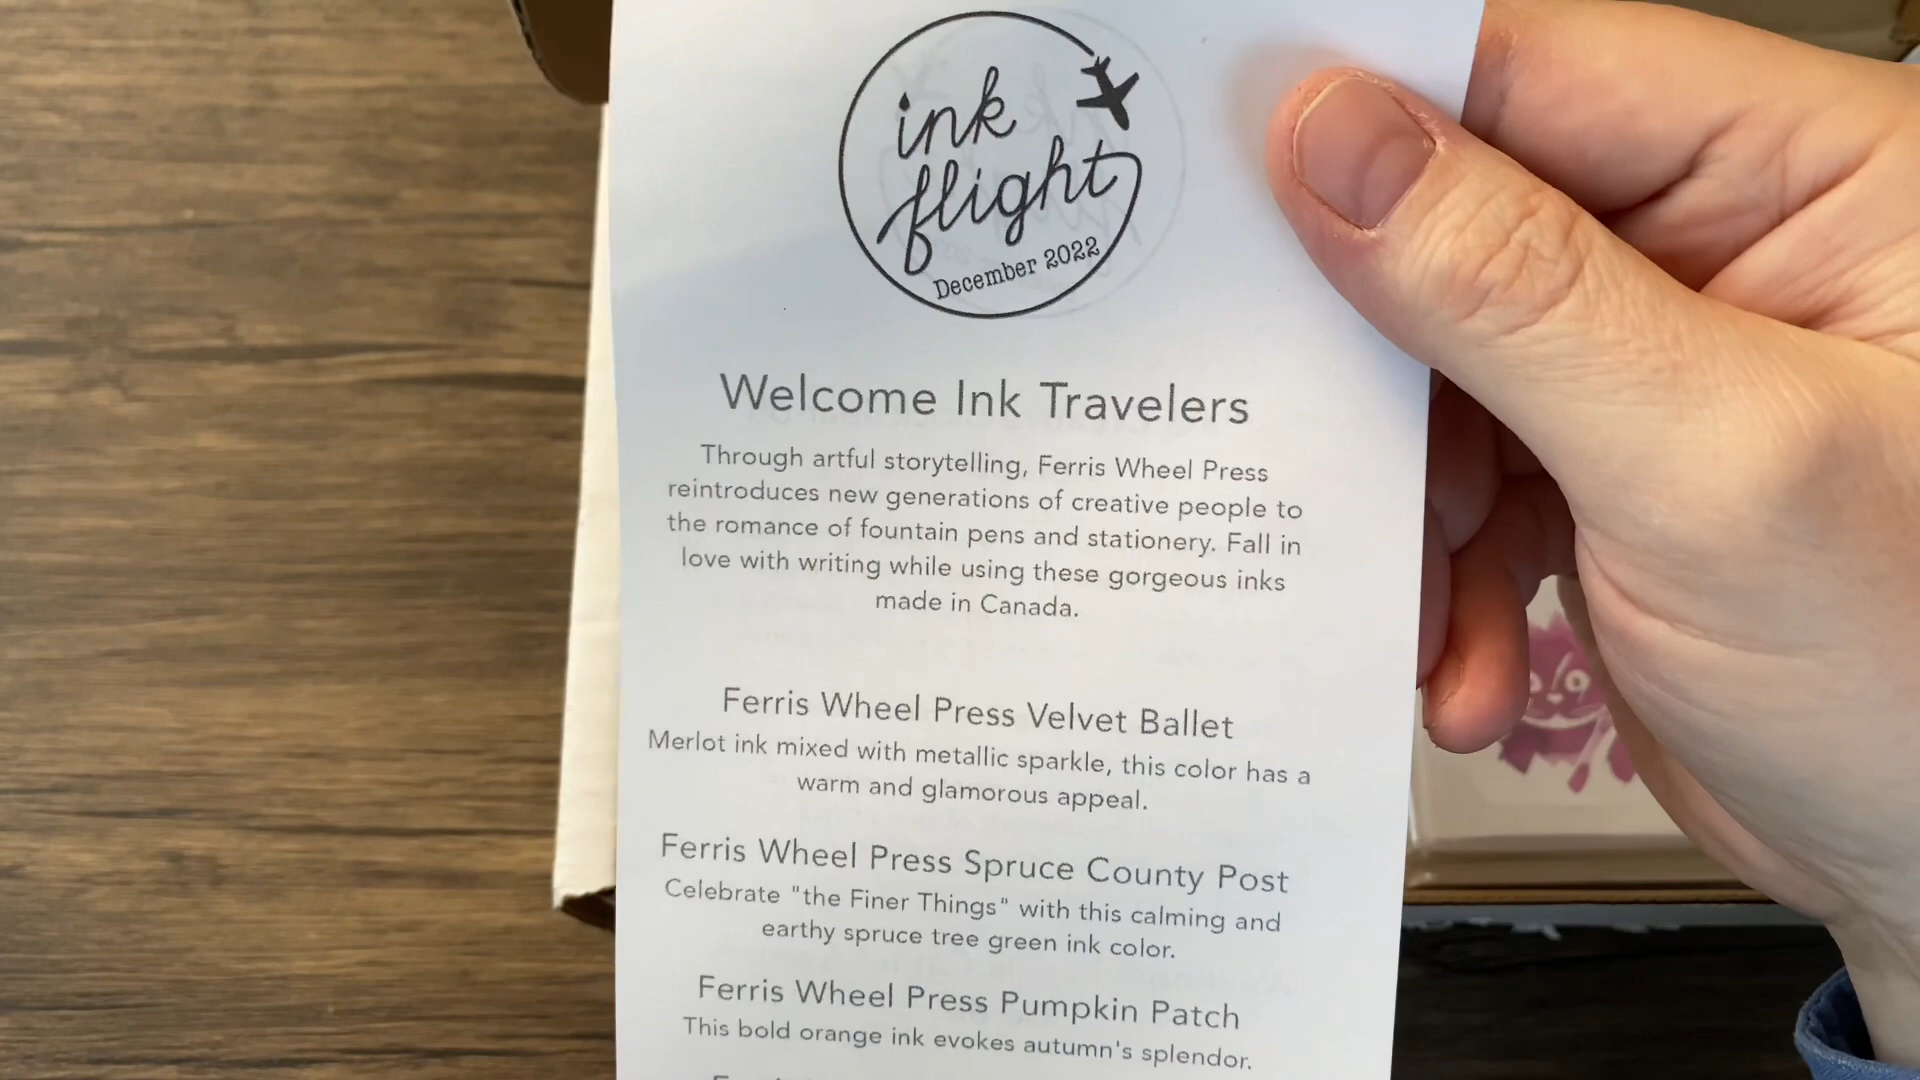 ink
flight
December 2022
Welcome Ink Travelers
Through artful storytelling, Ferris Wheel Press
reintroduces new generations of creative people to
the romance of fountain pens and stationery. Fall in
love with writing while using these gorgeous inks
made in Canada.
Ferris Wheel Press Velvet Ballet
Merlot ink mixed with metallic sparkle, this color has a
warm and glamorous appeal.
Ferris Wheel Press Spruce County Post
Celebrate "the Finer Things" with this calming and
earthy spruce tree green ink color.
Ferris Wheel Press Pumpkin Patch
This bold orange ink evokes autumn's splendor.